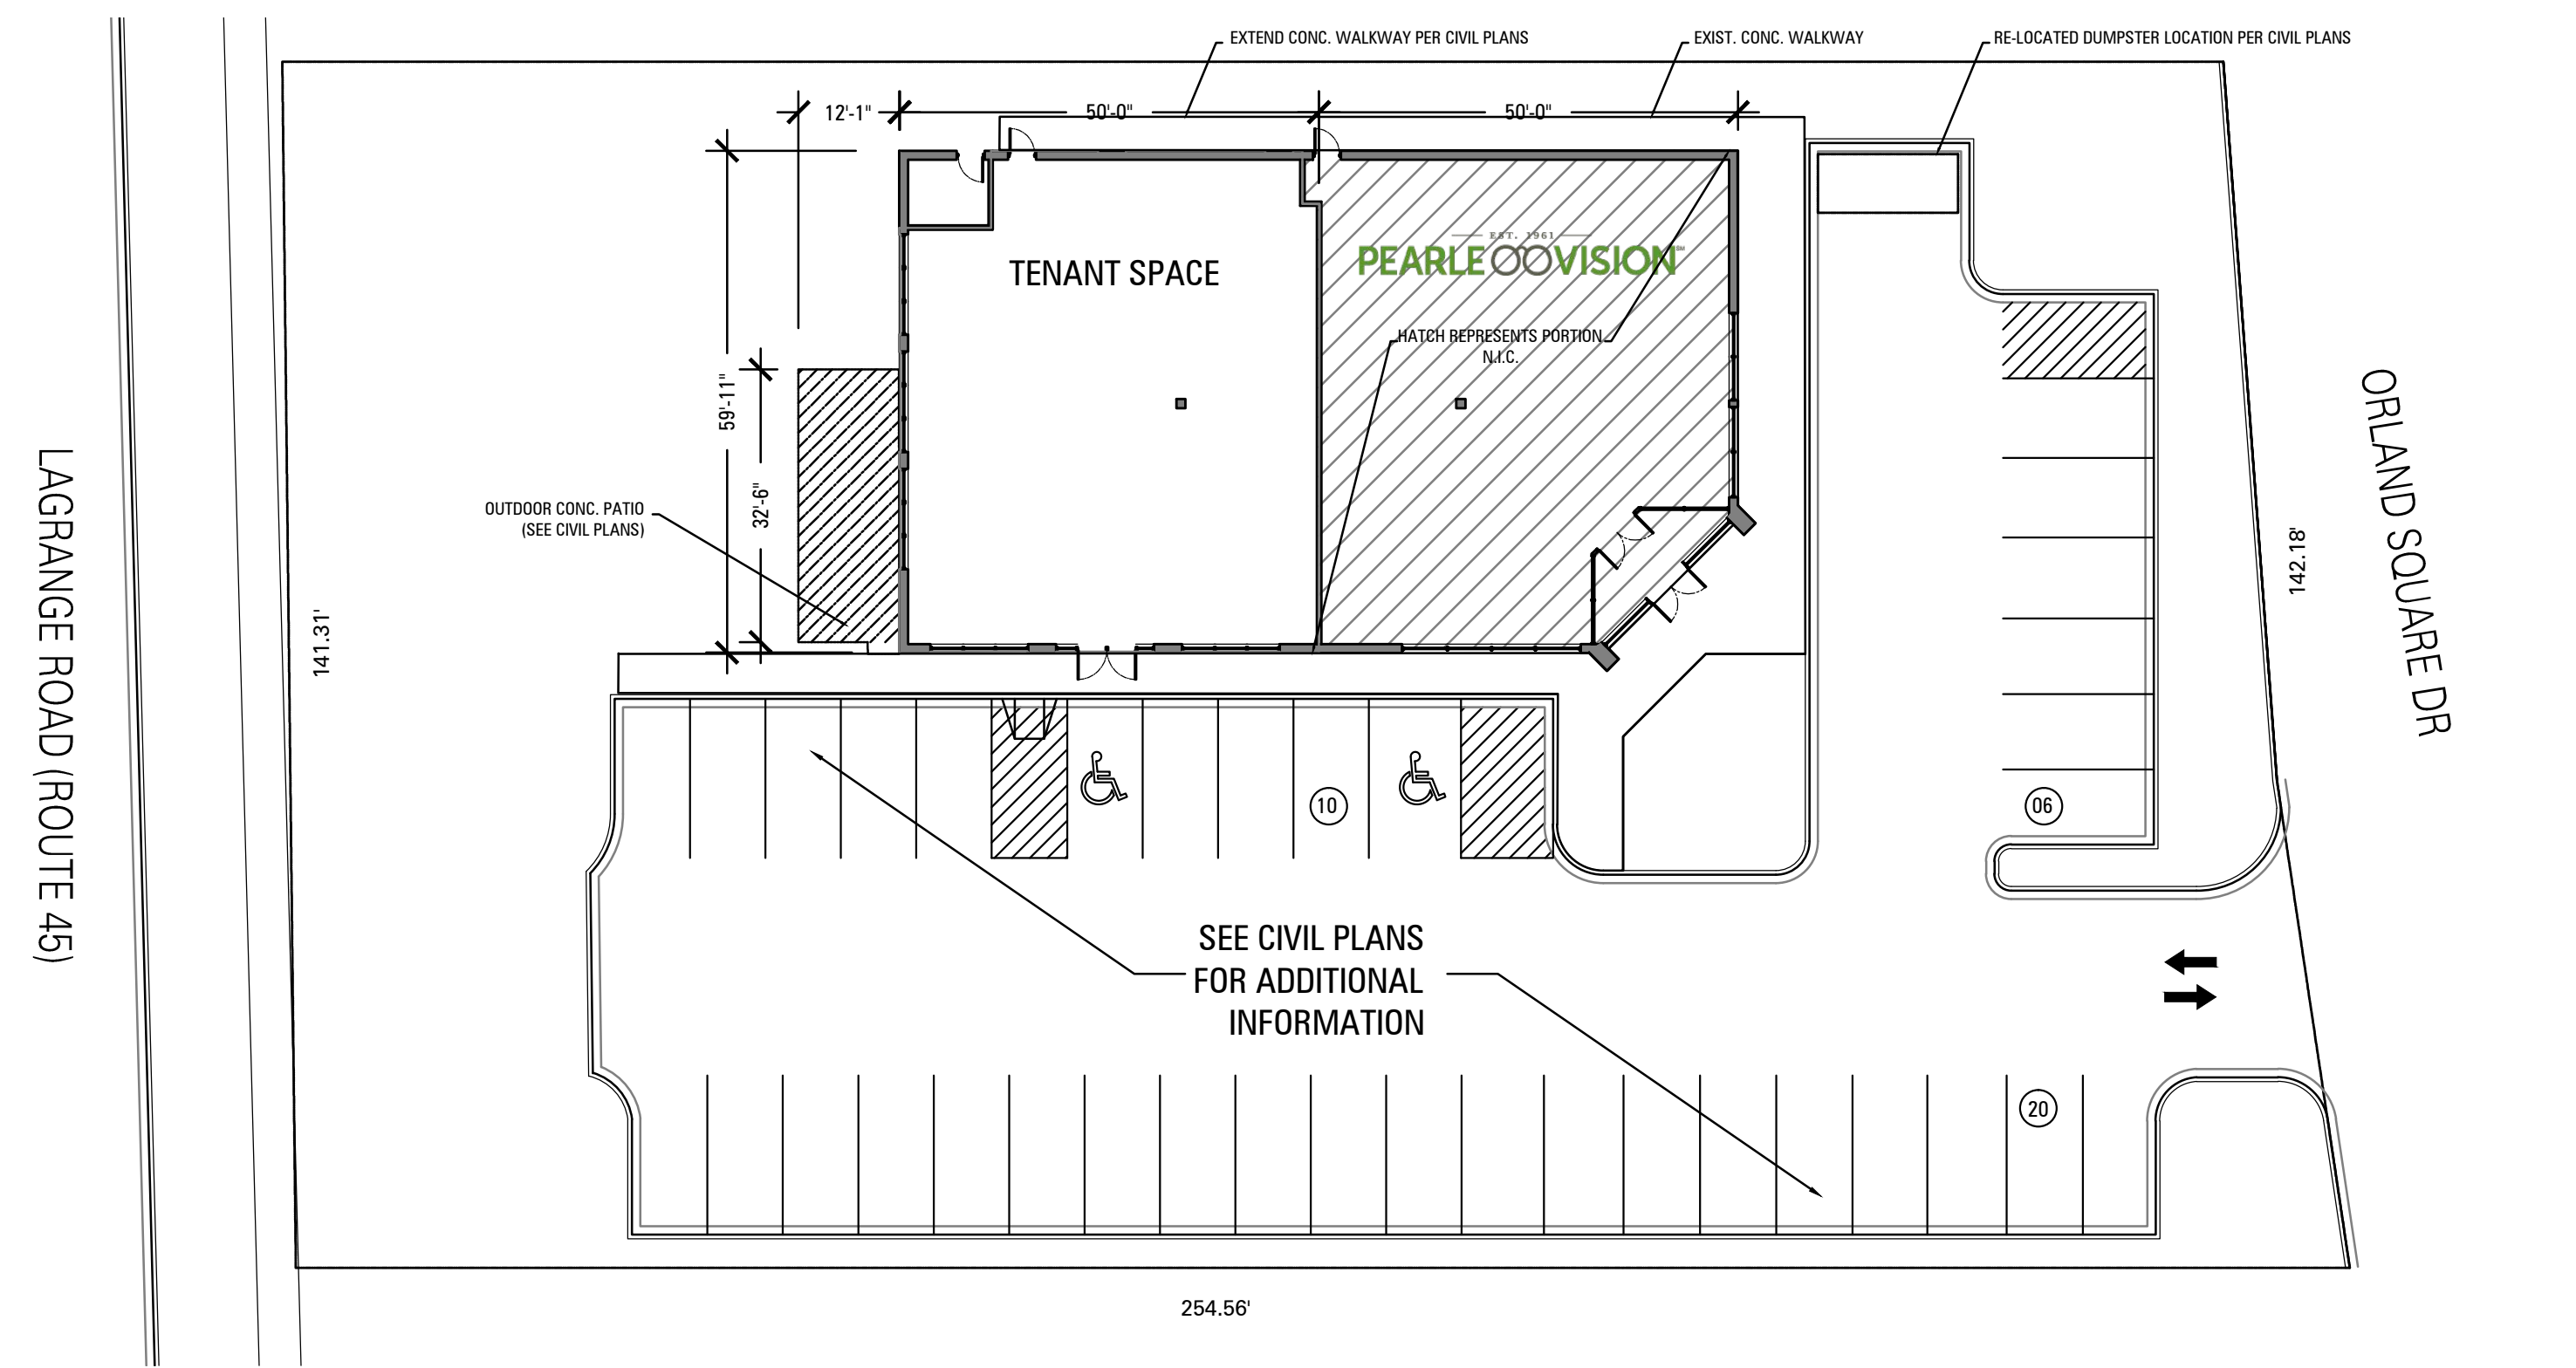 EXTEND CONC. WALKWAY PER CIVIL PLANS
EXIST. CONC. WALKWAY
RE-LOCATED DUMPSTER LOCATION PER CIVIL PLANS
12'-1"
50'-0"
50'-0"
EST. 1961
PEARLE VISION SM
TENANT SPACE
HATCH REPRESENTS PORTION
N.I.C.
59'-11"
32'-6"
OUTDOOR CONC. PATIO
(SEE CIVIL PLANS)
LAGRANGE ROAD (ROUTE 45)
141.31'
ORLAND SQUARE DR
142.18'
10
06
SEE CIVIL PLANS
FOR ADDITIONAL
INFORMATION
20
254.56'